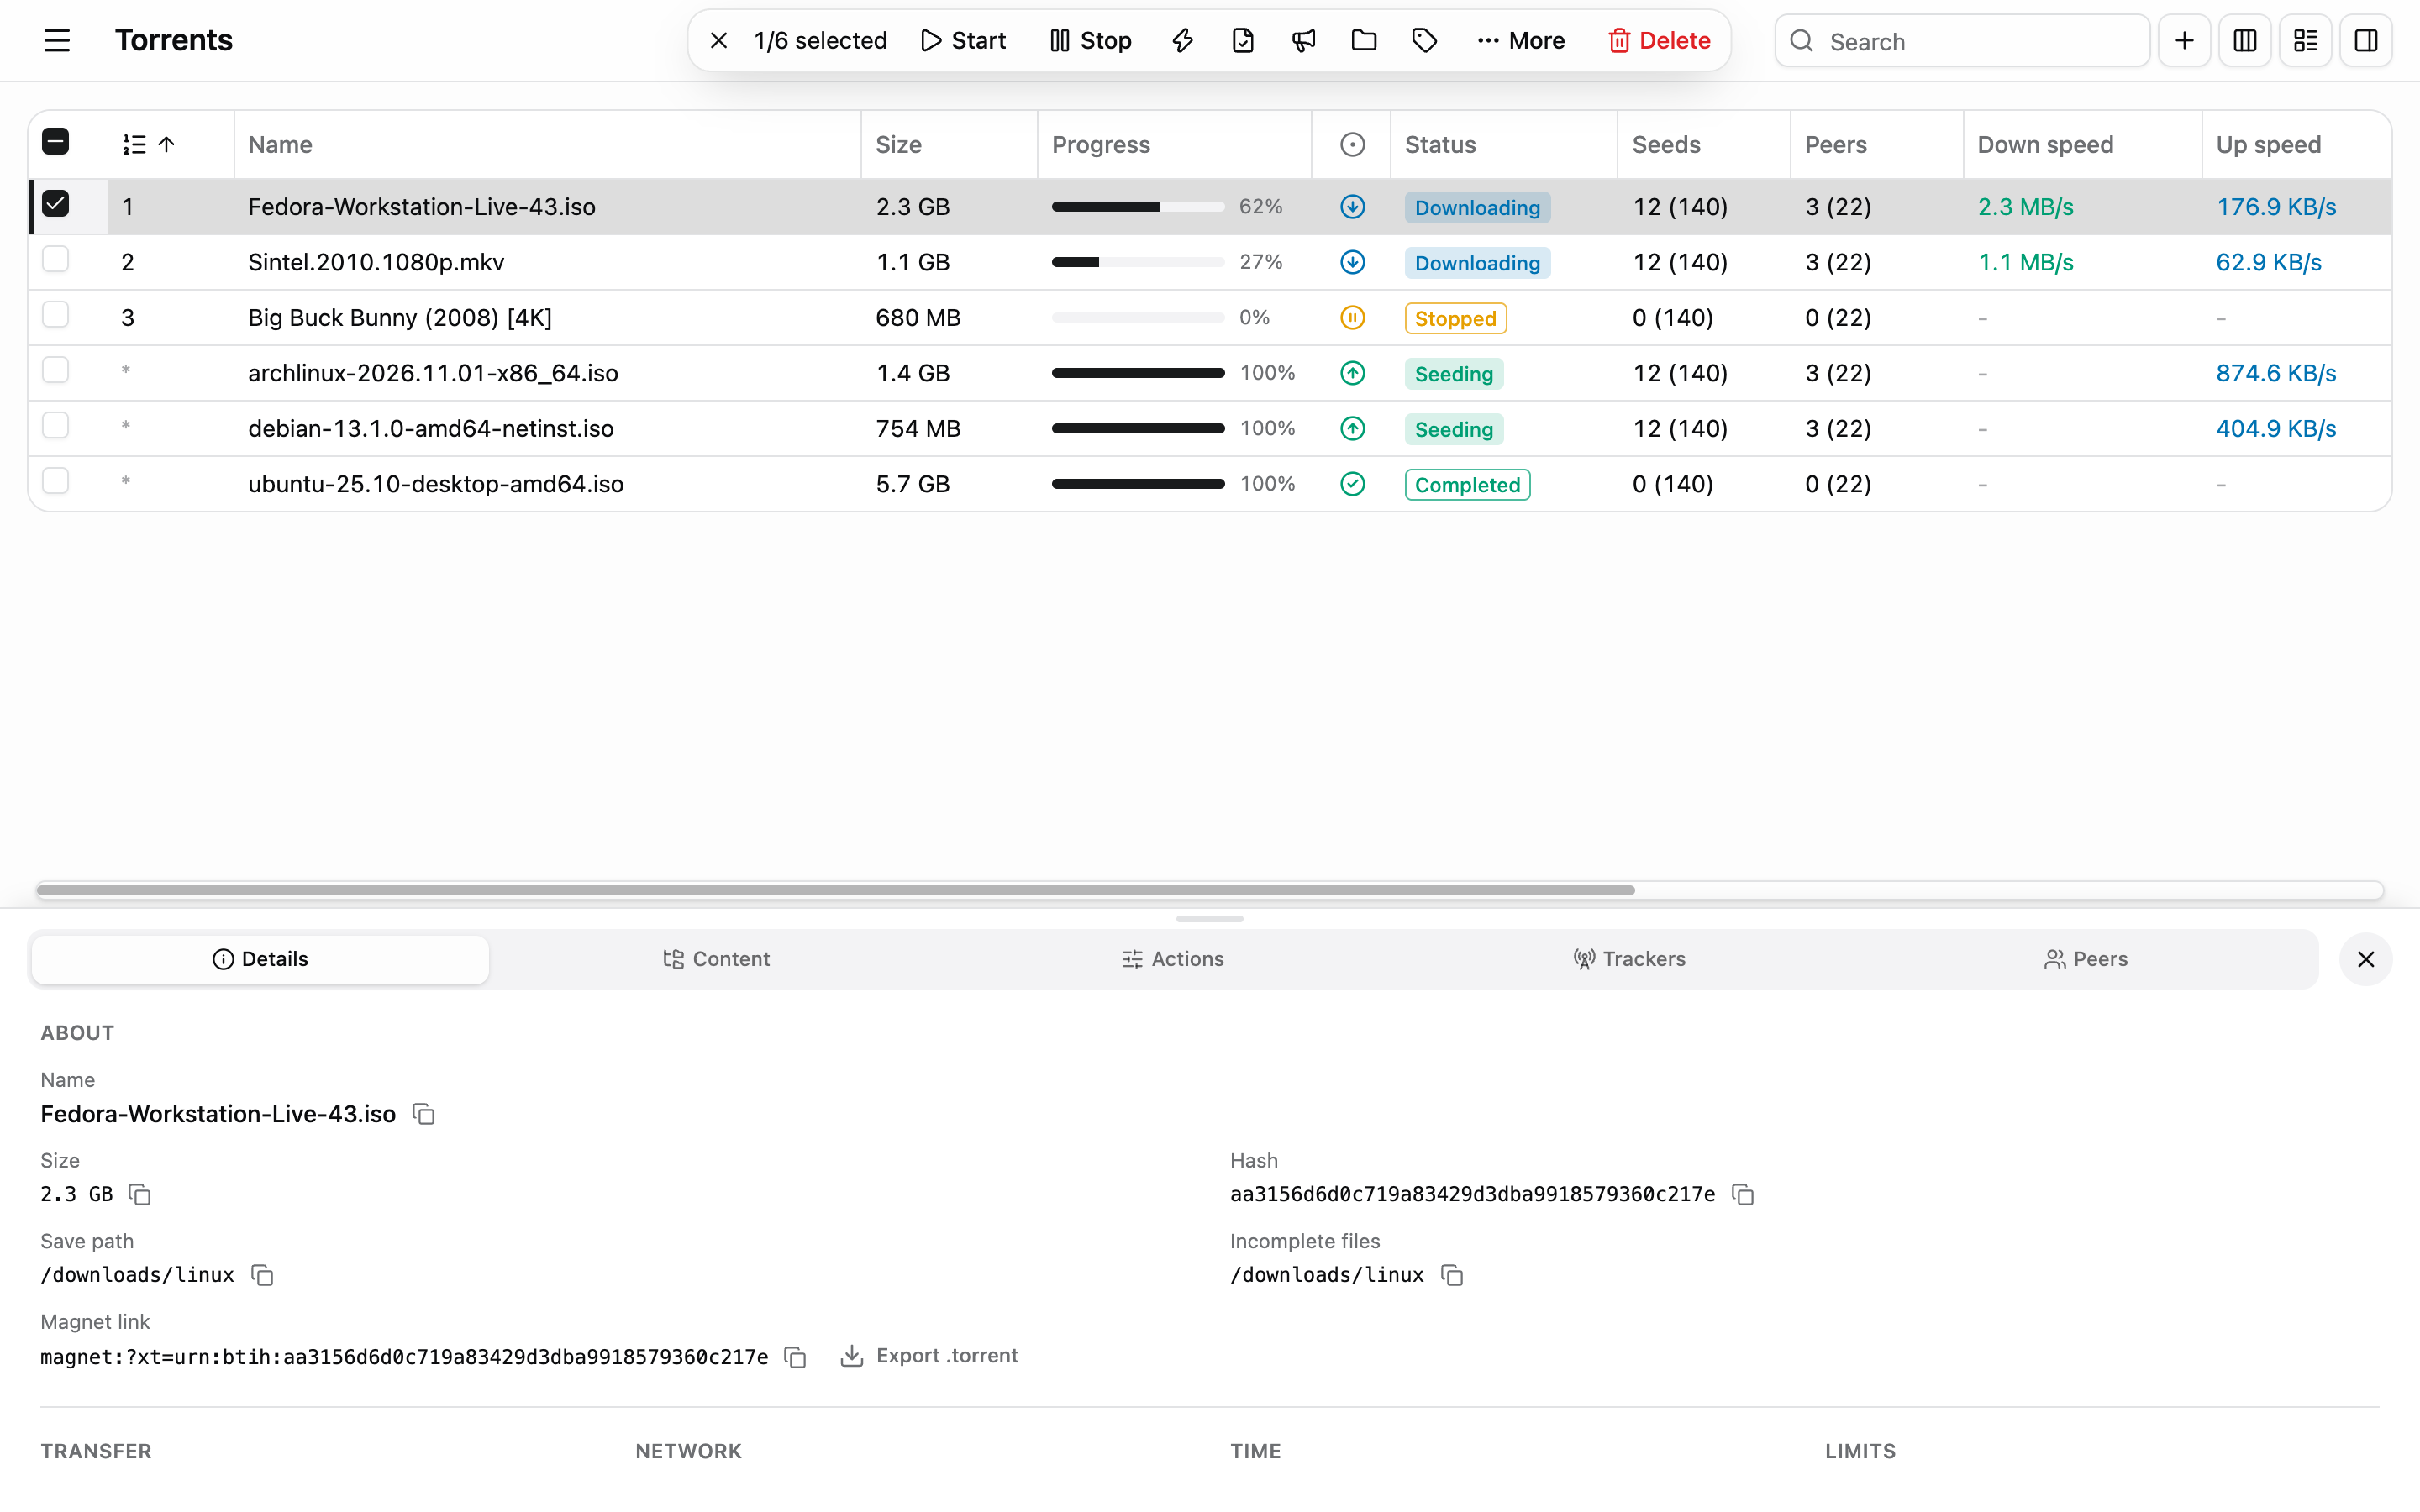 Torrents
1/6 selected Start Stop More Delete Search
Name Size Progress Status Seeds Peers Down speed Up speed
1 Fedora-Workstation-Live-43.iso 2.3 GB 62% Downloading 12 (140) 3 (22) 2.3 MB/s 176.9 KB/s
2 Sintel.2010.1080p.mkv 1.1 GB 27% Downloading 12 (140) 3 (22) 1.1 MB/s 62.9 KB/s
3 Big Buck Bunny (2008) [4K] 680 MB 0% Stopped 0 (140) 0 (22) - -
* archlinux-2026.11.01-x86_64.iso 1.4 GB 100% Seeding 12 (140) 3 (22) - 874.6 KB/s
* debian-13.1.0-amd64-netinst.iso 754 MB 100% Seeding 12 (140) 3 (22) - 404.9 KB/s
* ubuntu-25.10-desktop-amd64.iso 5.7 GB 100% Completed 0 (140) 0 (22) - -
Details Content Actions Trackers Peers
ABOUT
Name
Fedora-Workstation-Live-43.iso
Size Hash
2.3 GB aa3156d6d0c719a83429d3dba9918579360c217e
Save path Incomplete files
/downloads/linux /downloads/linux
Magnet link
magnet:?xt=urn:btih:aa3156d6d0c719a83429d3dba9918579360c217e Export .torrent
TRANSFER NETWORK TIME LIMITS